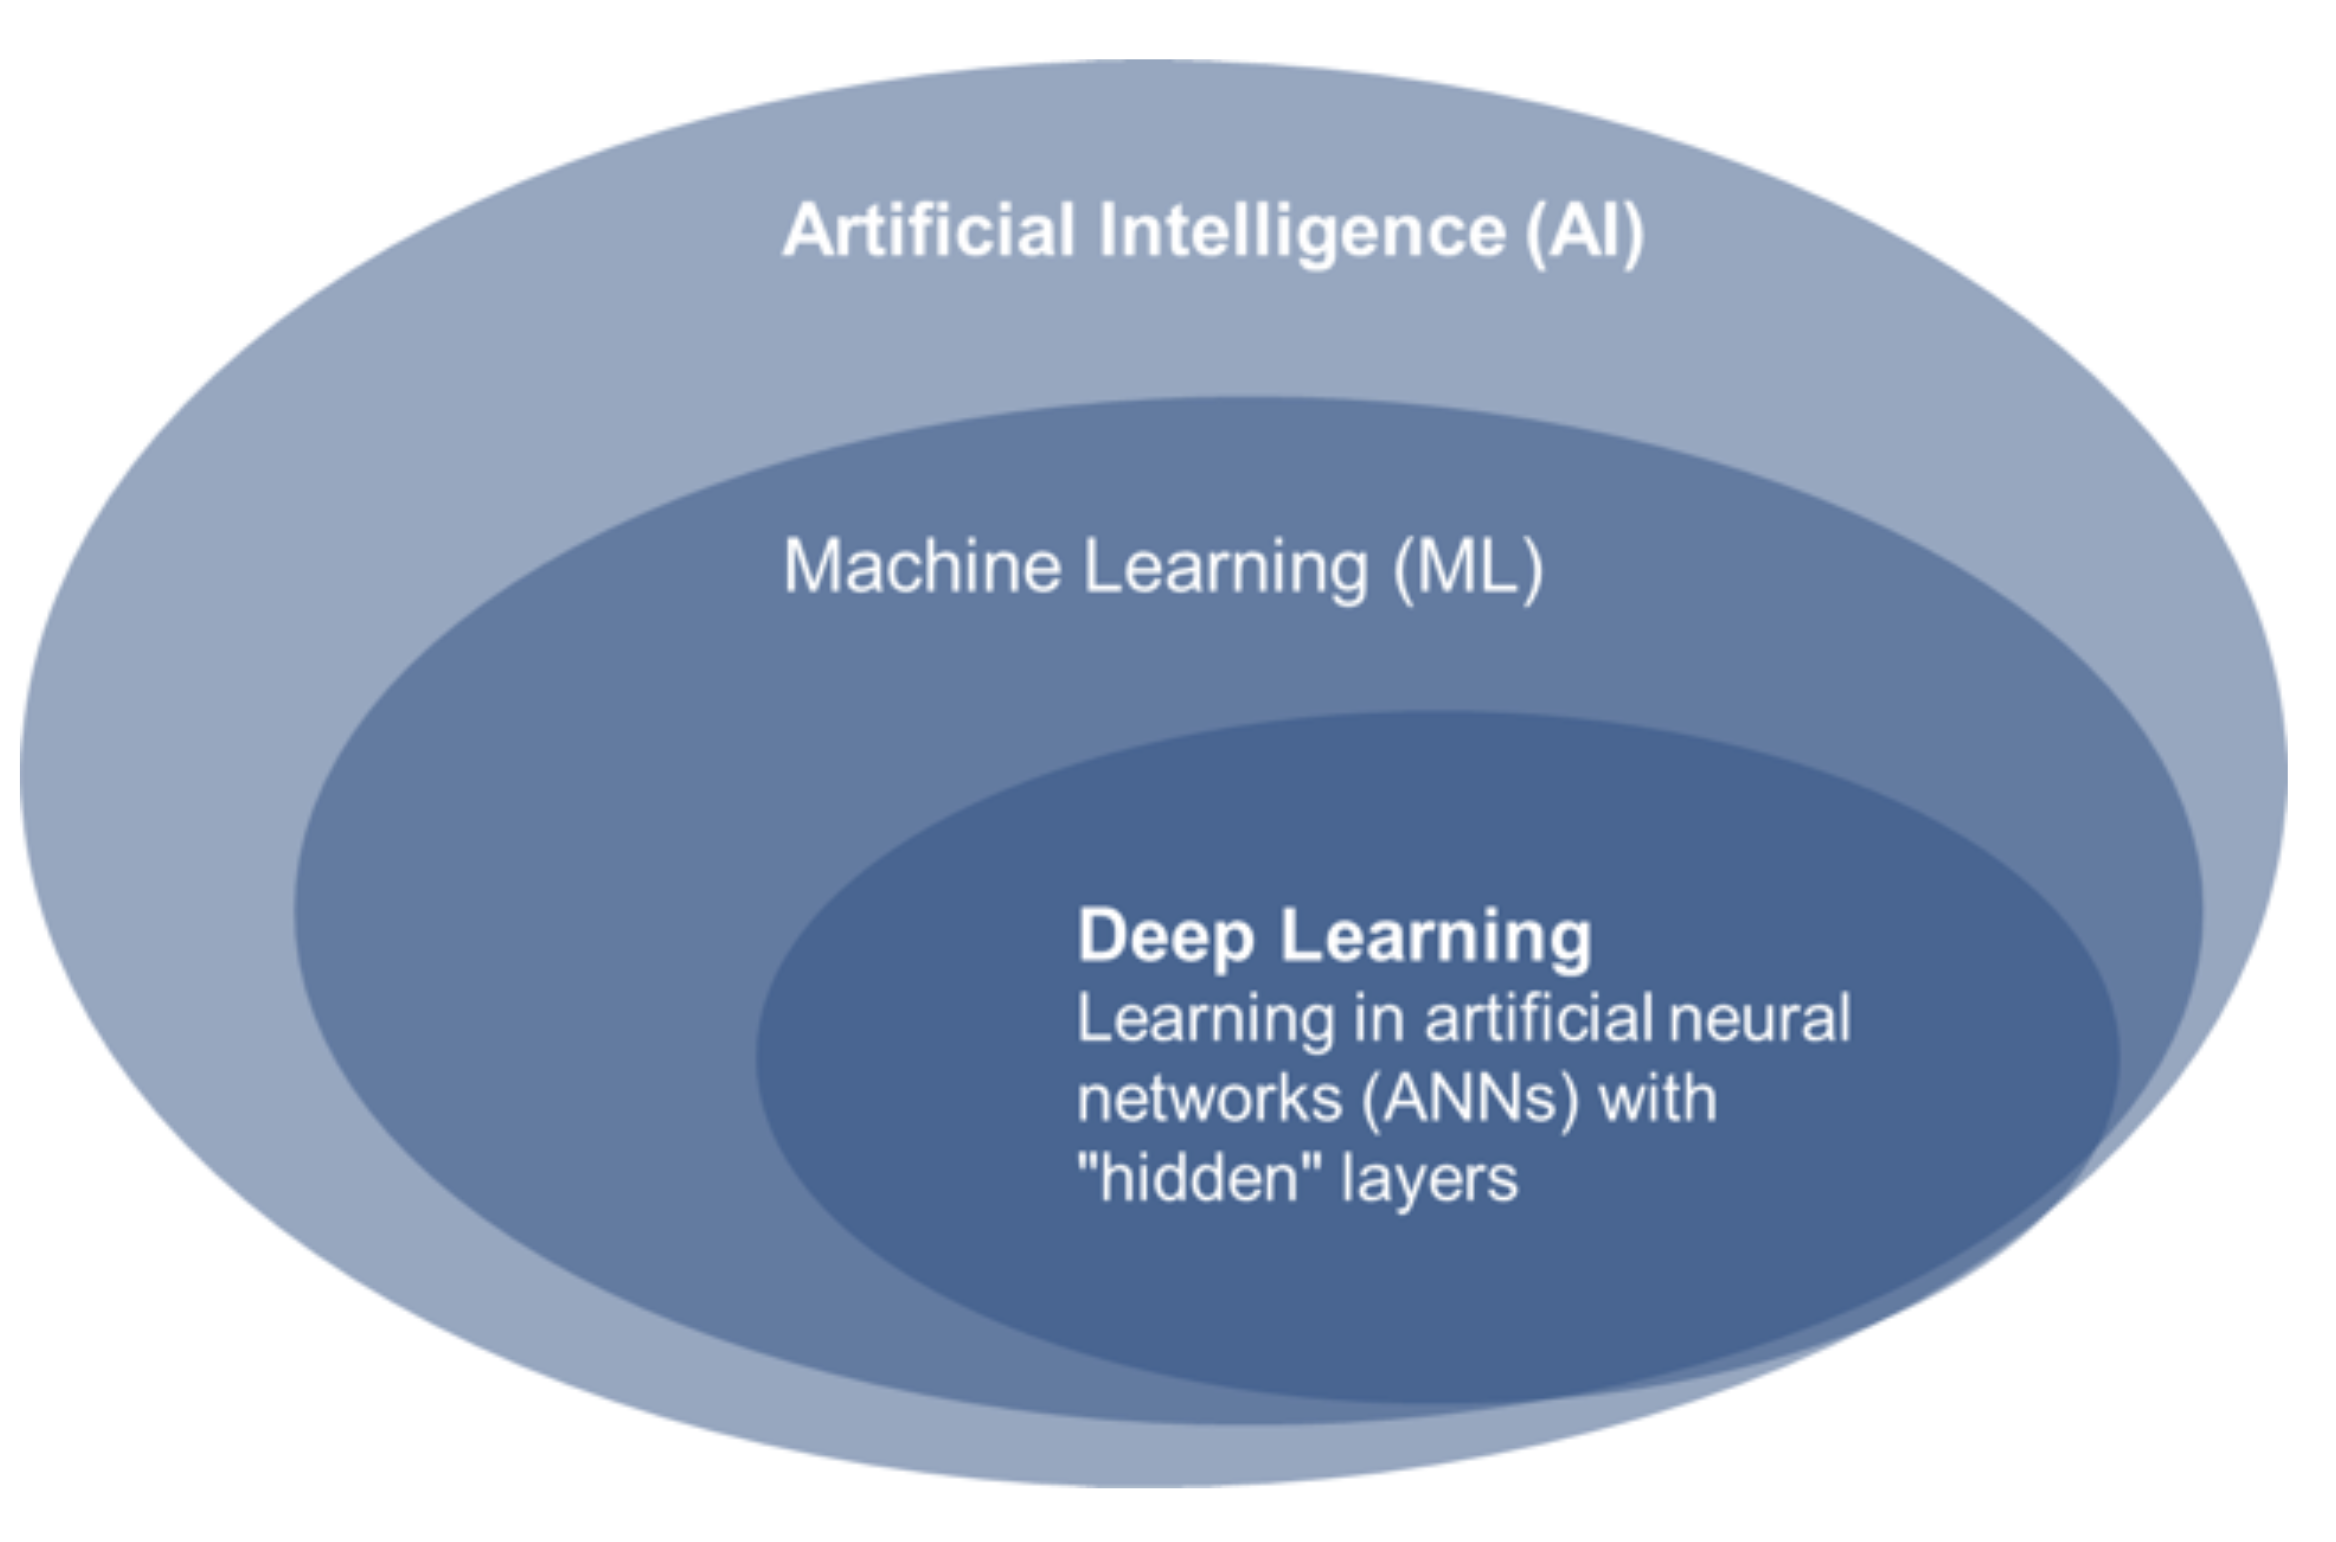 Artificial Intelligence (AI)
Machine Learning (ML)
Deep Learning
Learning in artificial neural
networks (ANNs) with
"hidden" layers